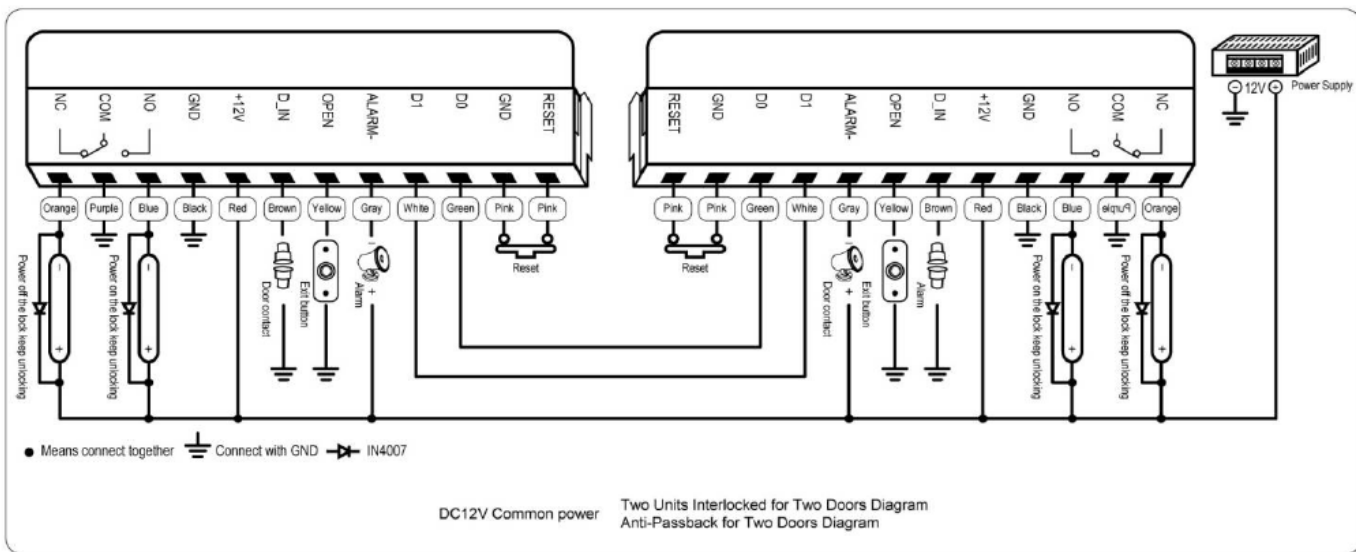 NC COM NO GND +12V D_IN OPEN ALARM- D1 D0 GND RESET
RESET GND D0 D1 ALARM- OPEN D_IN +12V GND NO COM NC
⊖ 12V ⊕ Power Supply
Orange Purple Blue Black Red Brown Yellow Gray White Green Pink Pink
Pink Pink Green White Gray Yellow Brown Red Black Blue Purple Orange
Power off the lock keep unlocking
Power on the lock keep unlocking
Door contact
Exit button
Alarm
- +
Reset
Reset
Door contact
Exit button
Alarm
- +
Power on the lock keep unlocking
Power off the lock keep unlocking
- +
- +
- +
- +
Means connect together Connect with GND IN4007
DC12V Common power
Two Units Interlocked for Two Doors Diagram
Anti-Passback for Two Doors Diagram